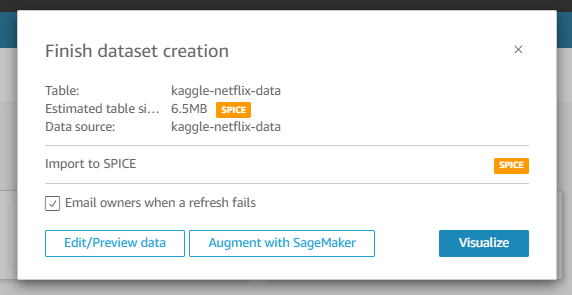 Finish dataset creation
Table: kaggle-netflix-data
Estimated table si... 6.5MB SPICE
Data source: kaggle-netflix-data
Import to SPICE SPICE
Email owners when a refresh fails
Edit/Preview data Augment with SageMaker Visualize